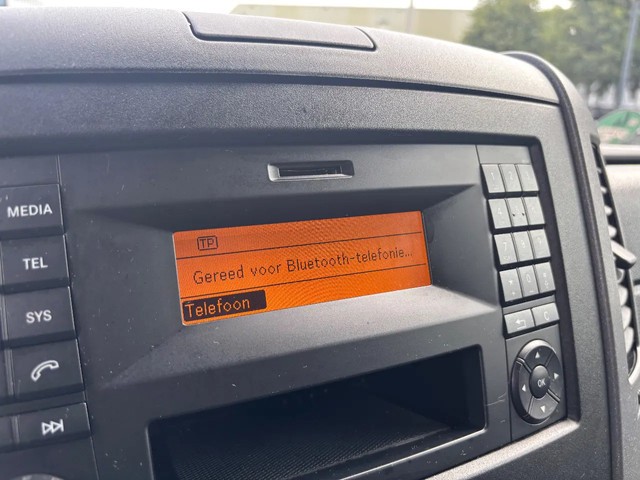 MEDIA
TEL
SYS
TP
Gereed voor Bluetooth-telefonie...
Telefoon
OK
C